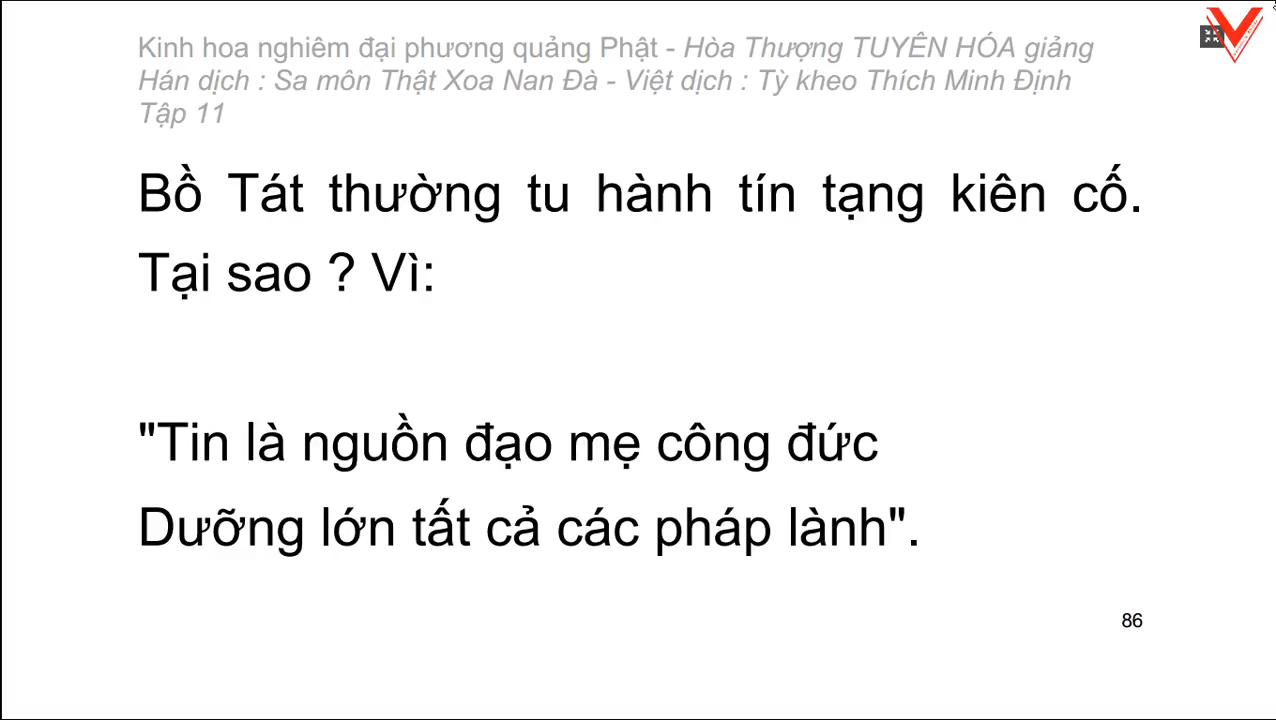 Kinh hoa nghiêm đại phương quảng Phật - Hòa Thượng TUYÊN HÓA giảng
Hán dịch : Sa môn Thật Xoa Nan Đà - Việt dịch : Tỳ kheo Thích Minh Định
Tập 11
Bồ Tát thường tu hành tín tạng kiên cố.
Tại sao ? Vì:
"Tin là nguồn đạo mẹ công đức
Dưỡng lớn tất cả các pháp lành".
86